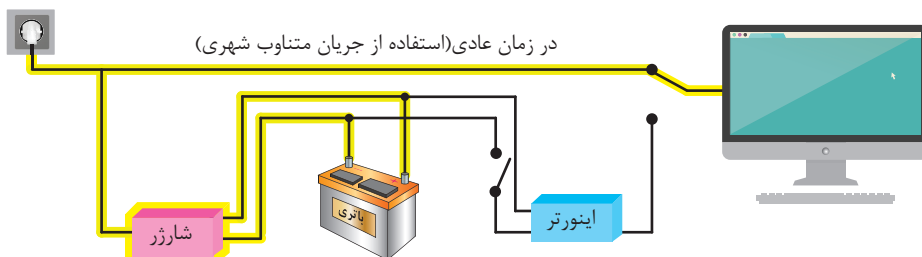 در زمان عادی(استفاده از جریان متناوب شهری)
باتری
اینورتر
شارژر